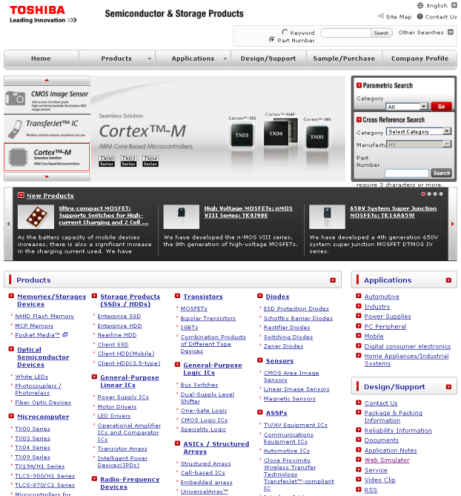 TOSHIBA
Leading Innovation >>>
Semiconductor & Storage Products
English
Site Map
Contact Us
Keyword
Part Number
Search
Other Searches
Home
Products
Applications
Design/Support
Sample/Purchase
Company Profile
CMOS Image Sensor
TransferJet™ IC
Cortex™-M
Seamless Solution
ARM Core-Based Microcontrollers
Seamless Solution
Cortex™-M
ARM Core-Based Microcontrollers
TX00 Series
TX03 Series
TX04 Series
TX03
TX04
TX00
Parametric Search
Category
All
Go
Cross Reference Search
Category
Select Category
Manufactu
All
Part
Number
Search
require 3 characters or more.
New Products
Ultra-compact MOSFET:
Supports Switches for High-
current Charging and 2 Cell ...
As the battery capacity of mobile devices
increases, there is also a significant increase
in the charging current used. We have
High Voltage MOSFETs: πMOS
VIII Series: TK9J90E
We have developed the π-MOS VIII series,
the 8th generation of high-voltage MOSFETs.
650V System Super Junction
MOSFETs: TK14A65W
We have developed a 4th generation 650V
system super junction MOSFET DTMOS IV
series.
Products
Memories/Storages
Devices
NAND Flash Memory
MCP Memory
Pocket Media™
Optical
Semiconductor
Devices
White LEDs
Photocouplers /
Photorelays
Fiber Optic Devices
Microcomputer
TX00 Series
TX03 Series
TX04 Series
TX19A/H1 Series
TLCS-900/H1 Series
TLCS-870/C1 Series
Microcontrollers for
Storage Products
(SSDs / HDDs)
Enterprise SSD
Enterprise HDD
Nearline HDD
Client SSD
Client HDD(Mobile)
Client HDD(3.5-type)
General-Purpose
Linear ICs
Power Supply ICs
Motor Drivers
LED Drivers
Operational Amplifier
ICs and Comparator
ICs
Transistor Arrays
Intelligent Power
Devices(IPDs)
Radio-Frequency
Devices
Transistors
MOSFETs
Bipolar Transistors
IGBTs
Combination Products
of Different Type
Devices
General-Purpose
Logic ICs
Bus Switches
Dual-Supply Level
Shifter
One-Gate Logic
CMOS Logic ICs
Speciality Logic
ASICs / Structured
Arrays
Structured Arrays
Cell-based ICs
Embedded arrays
UniversalArray™
Diodes
ESD Protection Diodes
Schottky Barrier Diodes
Rectifier Diodes
Switching Diodes
Zener Diodes
Sensors
CMOS Area Image
Sensors
Linear Image Sensors
Magnetic Sensors
ASSPs
TV/AV Equipment ICs
Communications
Equipment ICs
Automotive ICs
Close Proximity
Wireless Transfer
Technology
TransferJet™-compliant
IC
Applications
Automotive
Industry
Power Supplies
PC Peripheral
Mobile
Digital consumer electronics
Home Appliances/Industrial
Systems
Design/Support
Contact Us
Package & Packing
Information
Reliability Information
Documents
Application Notes
Web Simulator
Service
Video Clip
RSS